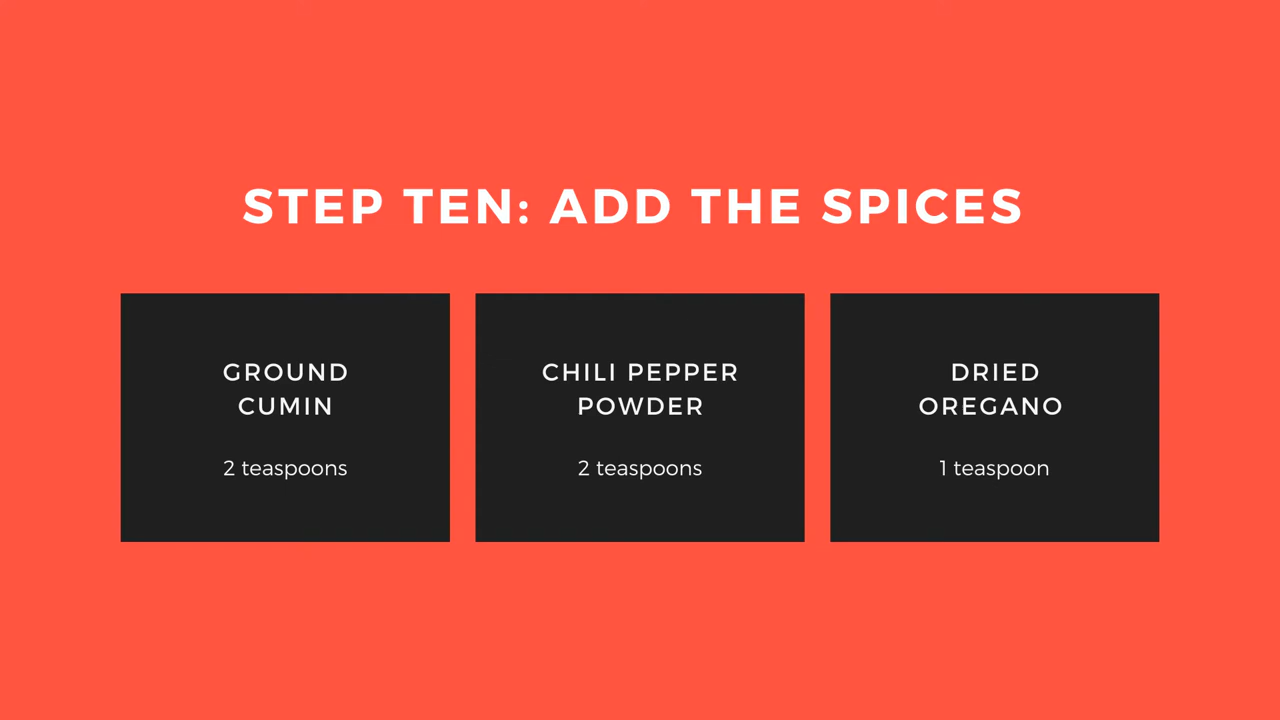 STEP TEN: ADD THE SPICES
GROUND
CUMIN
2 teaspoons
CHILI PEPPER
POWDER
2 teaspoons
DRIED
OREGANO
1 teaspoon